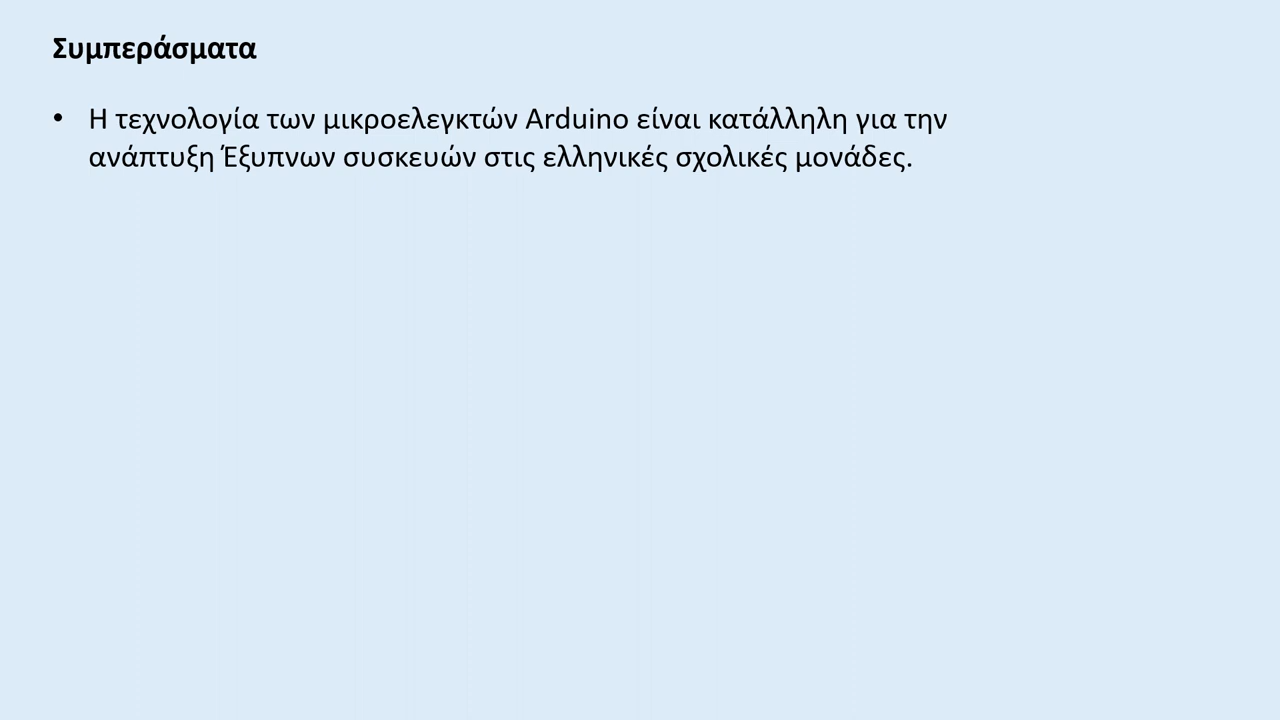 Συμπεράσματα
• Η τεχνολογία των μικροελεγκτών Arduino είναι κατάλληλη για την
ανάπτυξη Έξυπνων συσκευών στις ελληνικές σχολικές μονάδες.